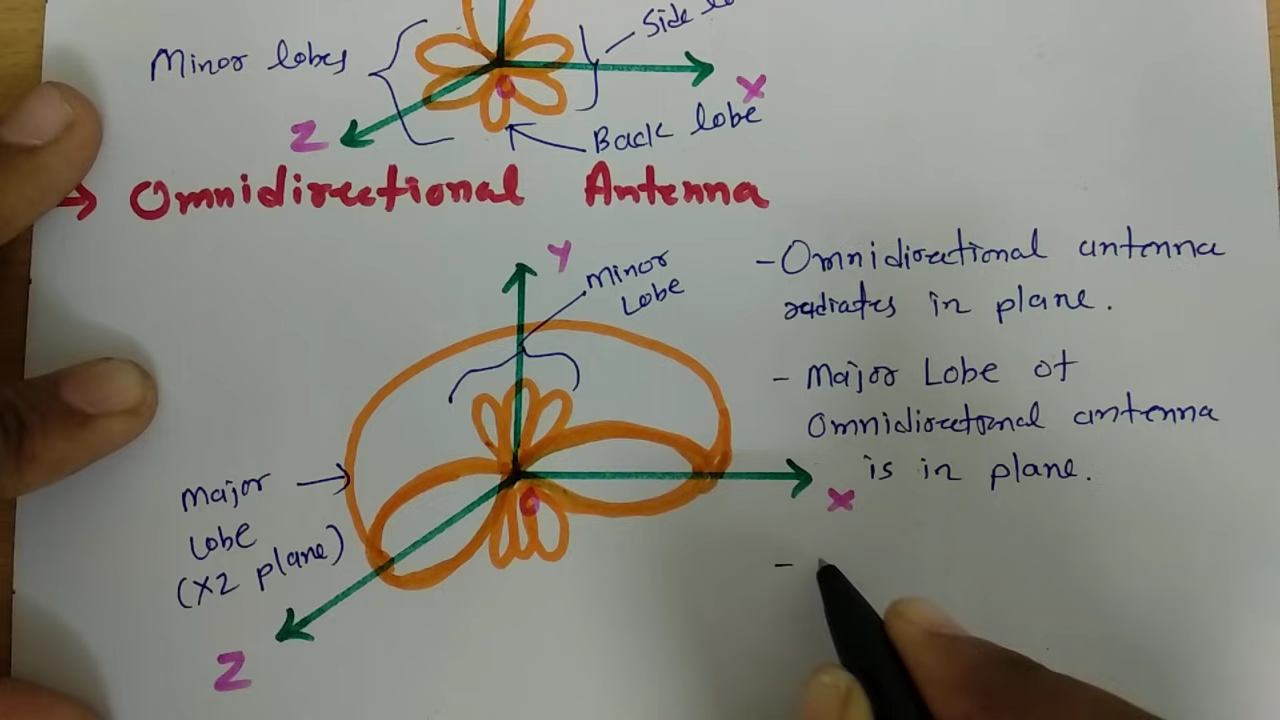 Side
Minor lobes
X
Z
Back lobe
→ Omnidirectional Antenna
Y
Minor
Lobe
- Omnidirectional antenna
radiates in plane.
- Major Lobe of
Omnidirectional antenna
is in plane.
Major
Lobe
(XZ plane)
O
X
-
Z